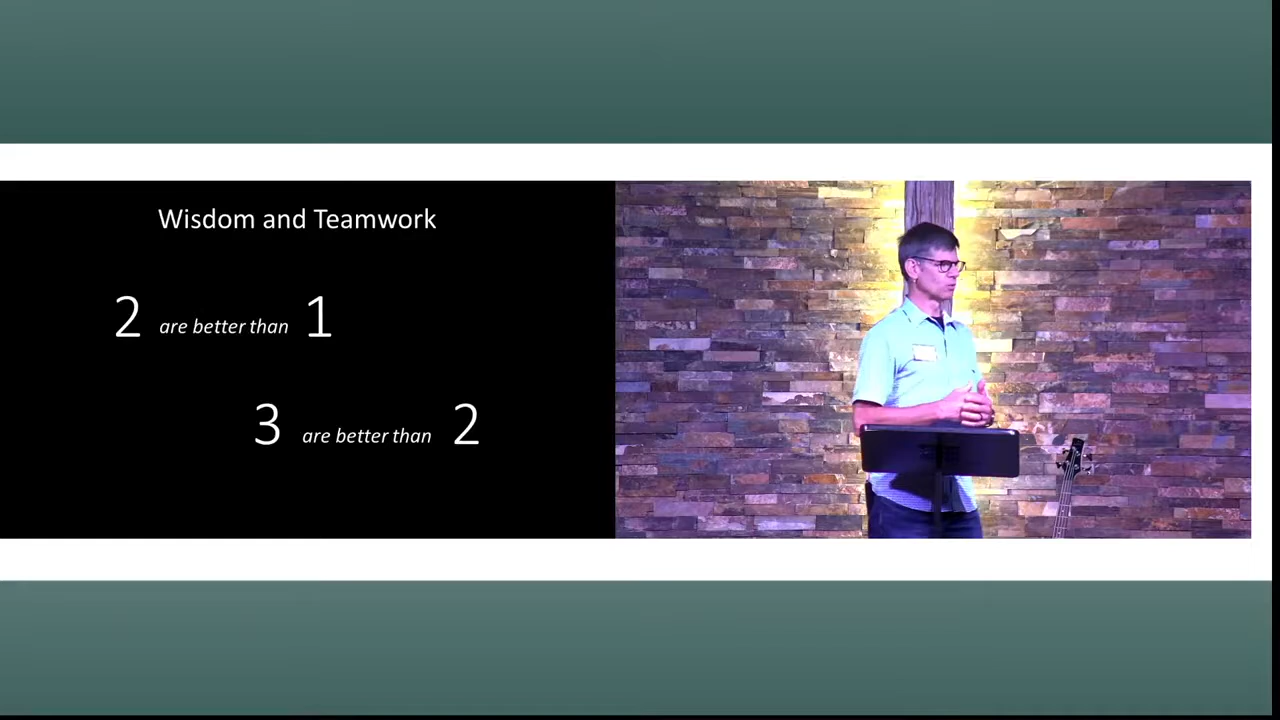 Wisdom and Teamwork
2 are better than 1
3 are better than 2